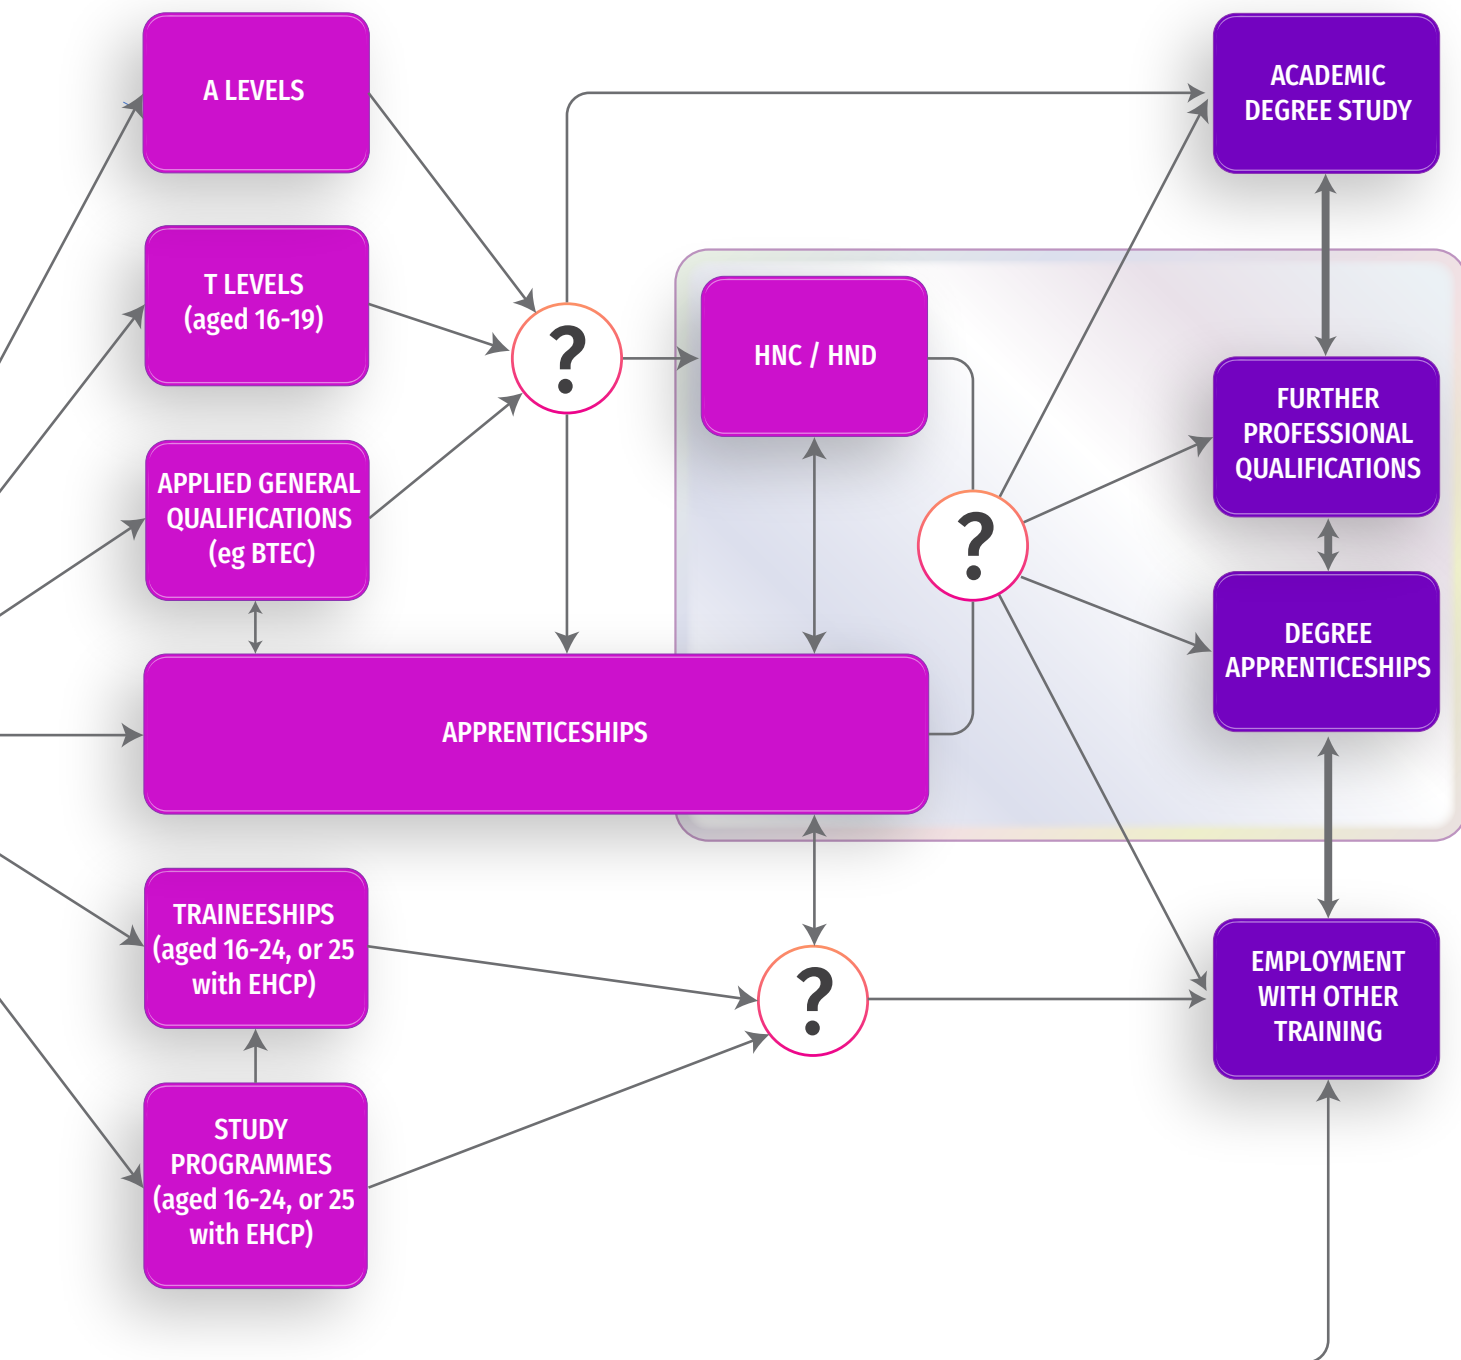 A LEVELS
T LEVELS
(aged 16-19)
APPLIED GENERAL
QUALIFICATIONS
(eg BTEC)
?
HNC / HND
ACADEMIC
DEGREE STUDY
FURTHER
PROFESSIONAL
QUALIFICATIONS
?
DEGREE
APPRENTICESHIPS
APPRENTICESHIPS
TRAINEESHIPS
(aged 16-24, or 25
with EHCP)
?
EMPLOYMENT
WITH OTHER
TRAINING
STUDY
PROGRAMMES
(aged 16-24, or 25
with EHCP)